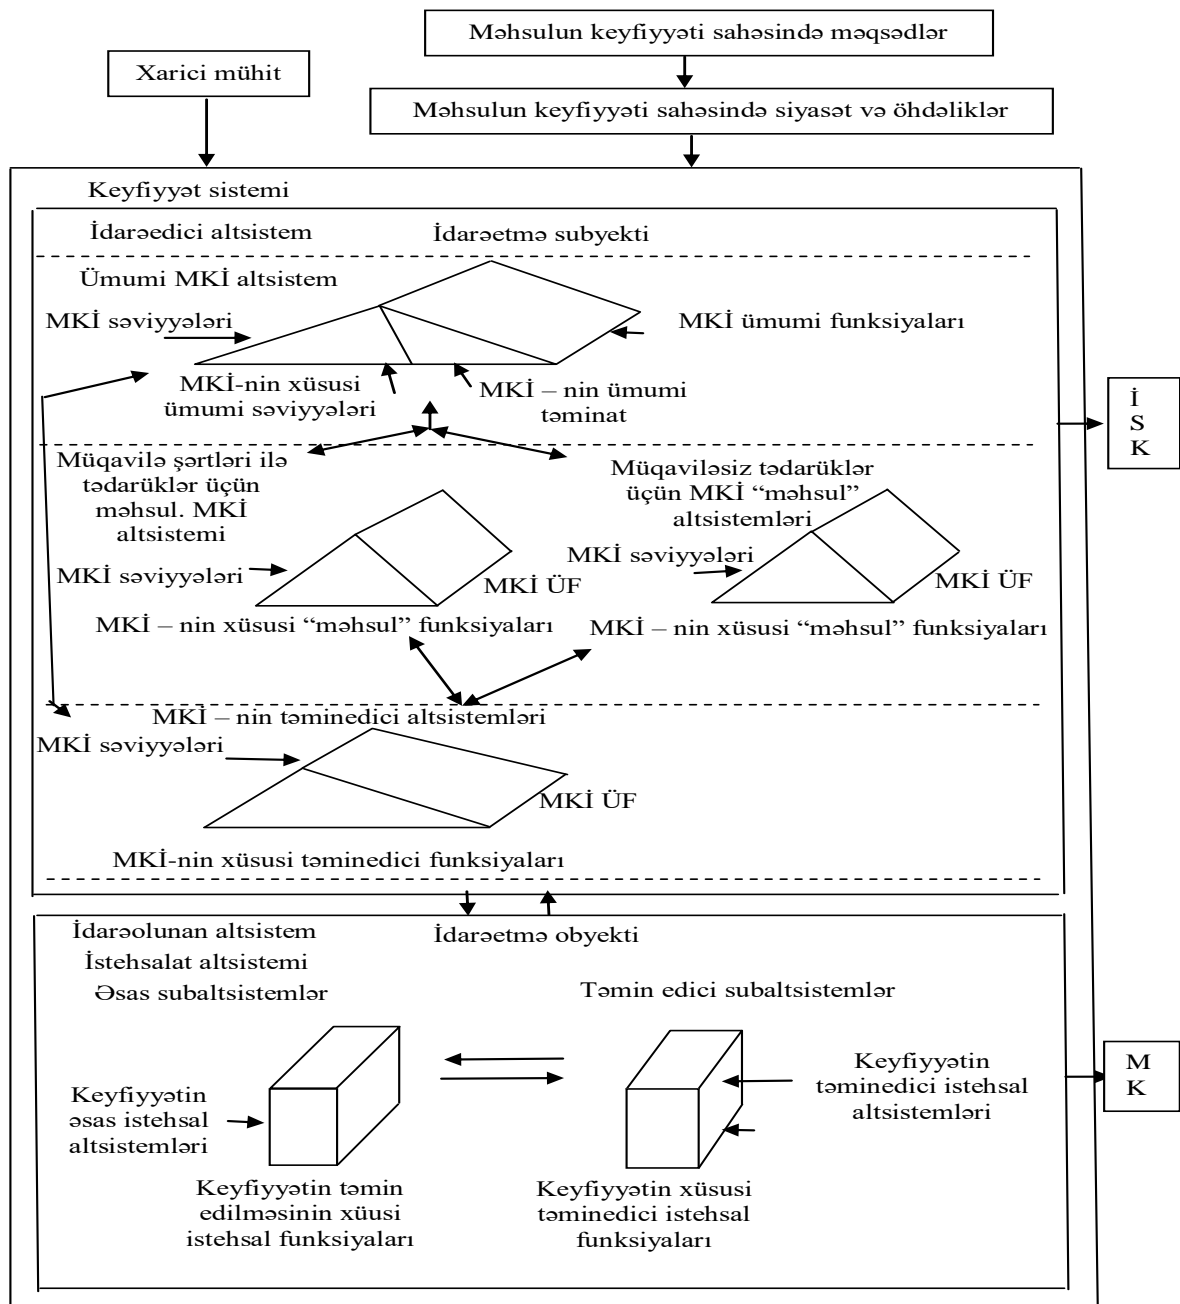 Məhsulun keyfiyyəti sahəsində məqsədlər
Xarici mühit
Məhsulun keyfiyyəti sahəsində siyasət və öhdəliklər
Keyfiyyət sistemi
İdarəedici altsistem
İdarəetmə subyekti
Ümumi MKİ altsistem
MKİ səviyyələri
MKİ ümumi funksiyaları
MKİ-nin xüsusi
ümumi səviyyələri
MKİ – nin ümumi
təminat
İ
S
K
Müqavilə şərtləri ilə
tədarüklər üçün
məhsul. MKİ
altsistemi
Müqaviləsiz tədarüklər
üçün MKİ “məhsul”
altsistemləri
MKİ səviyyələri
MKİ ÜF
MKİ səviyyələri
MKİ ÜF
MKİ – nin xüsusi “məhsul” funksiyaları
MKİ – nin xüsusi “məhsul” funksiyaları
MKİ – nin təminedici altsistemləri
MKİ səviyyələri
MKİ ÜF
MKİ-nin xüsusi təminedici funksiyaları
İdarəolunan altsistem
İdarəetmə obyekti
İstehsalat altsistemi
Əsas subaltsistemlər
Təmin edici subaltsistemlər
Keyfiyyətin
əsas istehsal
altsistemləri
Keyfiyyətin
təminedici istehsal
altsistemləri
M
K
Keyfiyyətin təmin
edilməsinin xüusi
istehsal funksiyaları
Keyfiyyətin xüsusi
təminedici istehsal
funksiyaları